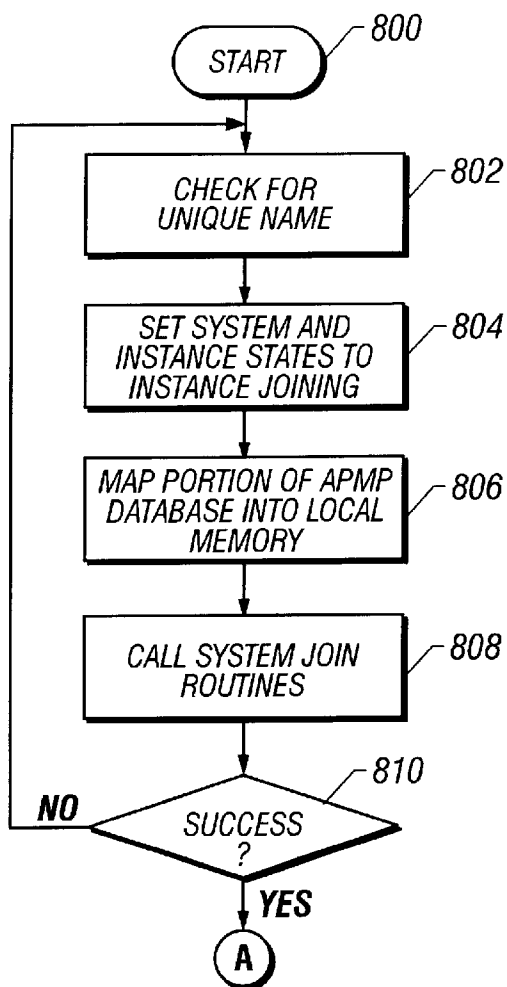 START
800
CHECK FOR
UNIQUE NAME
802
SET SYSTEM AND
INSTANCE STATES TO
INSTANCE JOINING
804
MAP PORTION OF APMP
DATABASE INTO LOCAL
MEMORY
806
CALL SYSTEM JOIN
ROUTINES
808
810
NO
SUCCESS
?
YES
A